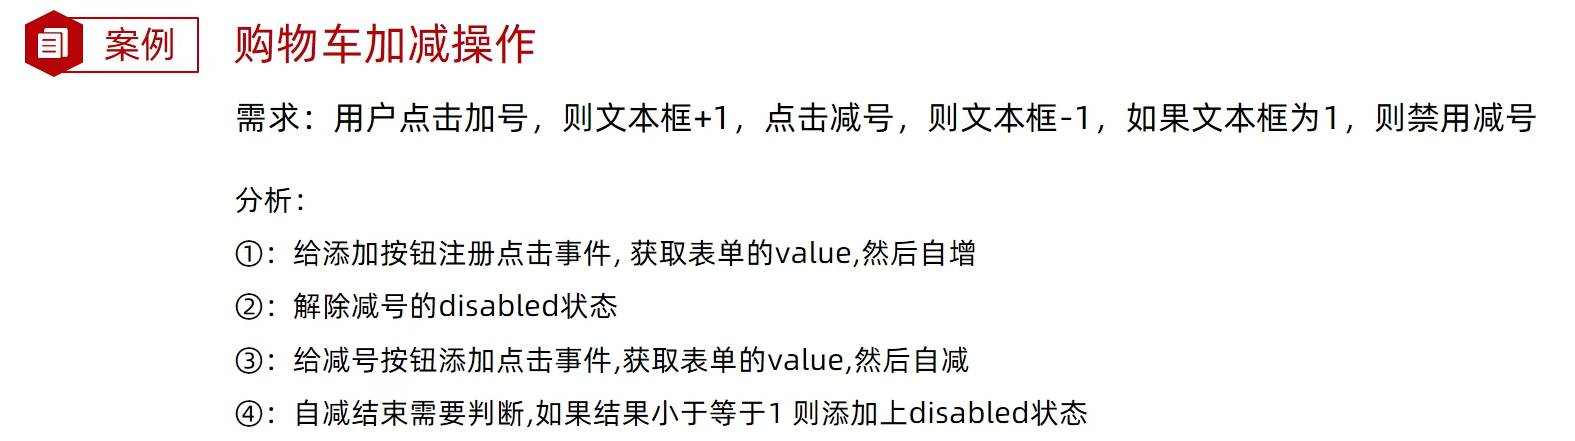 案例 购物车加减操作
需求：用户点击加号，则文本框+1，点击减号，则文本框-1，如果文本框为1，则禁用减号
分析：
①：给添加按钮注册点击事件, 获取表单的value,然后自增
②：解除减号的disabled状态
③：给减号按钮添加点击事件,获取表单的value,然后自减
④：自减结束需要判断,如果结果小于等于1 则添加上disabled状态